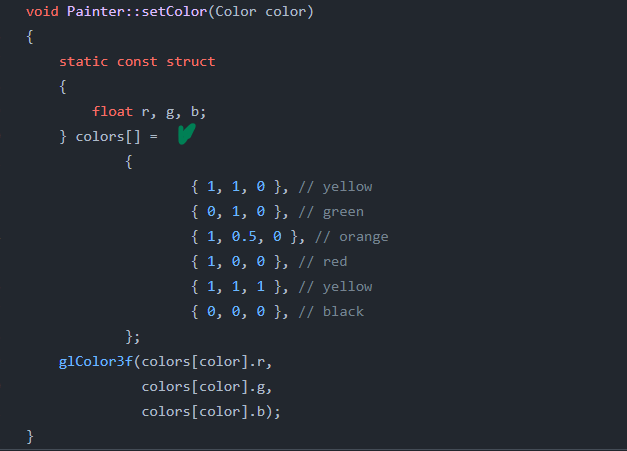 void Painter::setColor(Color color)
{
static const struct
{
float r, g, b;
} colors[] =
{
{ 1, 1, 0 }, // yellow
{ 0, 1, 0 }, // green
{ 1, 0.5, 0 }, // orange
{ 1, 0, 0 }, // red
{ 1, 1, 1 }, // yellow
{ 0, 0, 0 }, // black
};
glColor3f(colors[color].r,
colors[color].g,
colors[color].b);
}